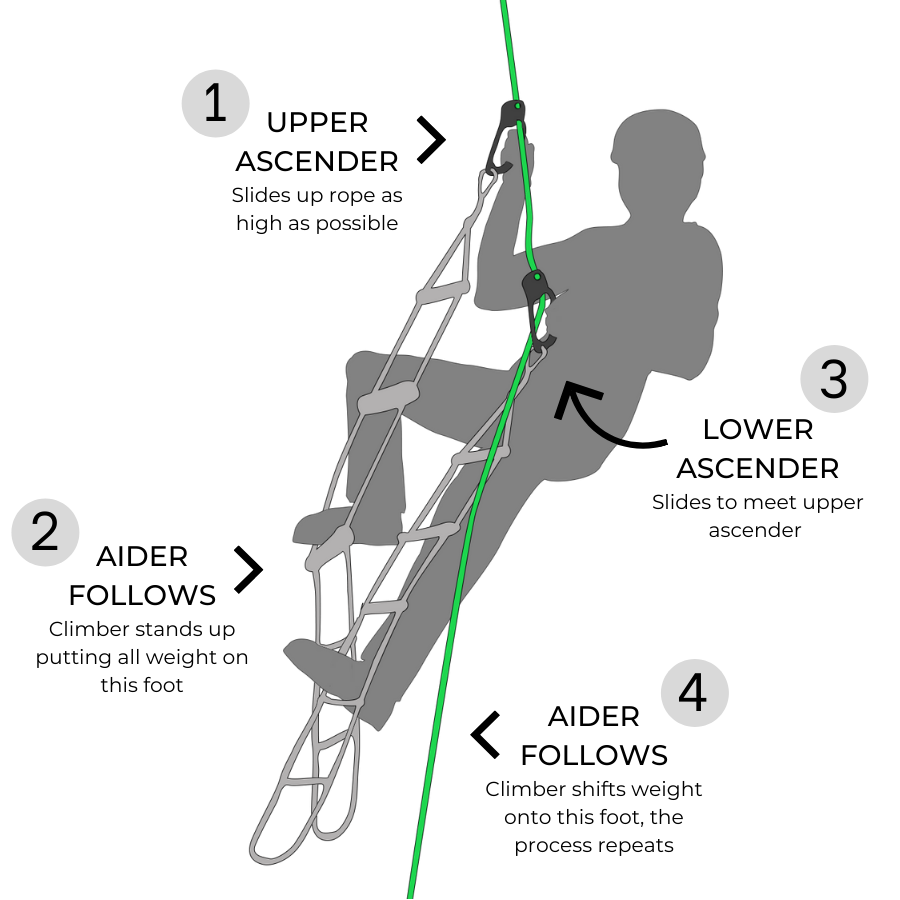 1
UPPER
ASCENDER
Slides up rope as
high as possible
2
AIDER
FOLLOWS
Climber stands up
putting all weight on
this foot
3
LOWER
ASCENDER
Slides to meet upper
ascender
4
AIDER
FOLLOWS
Climber shifts weight
onto this foot, the
process repeats